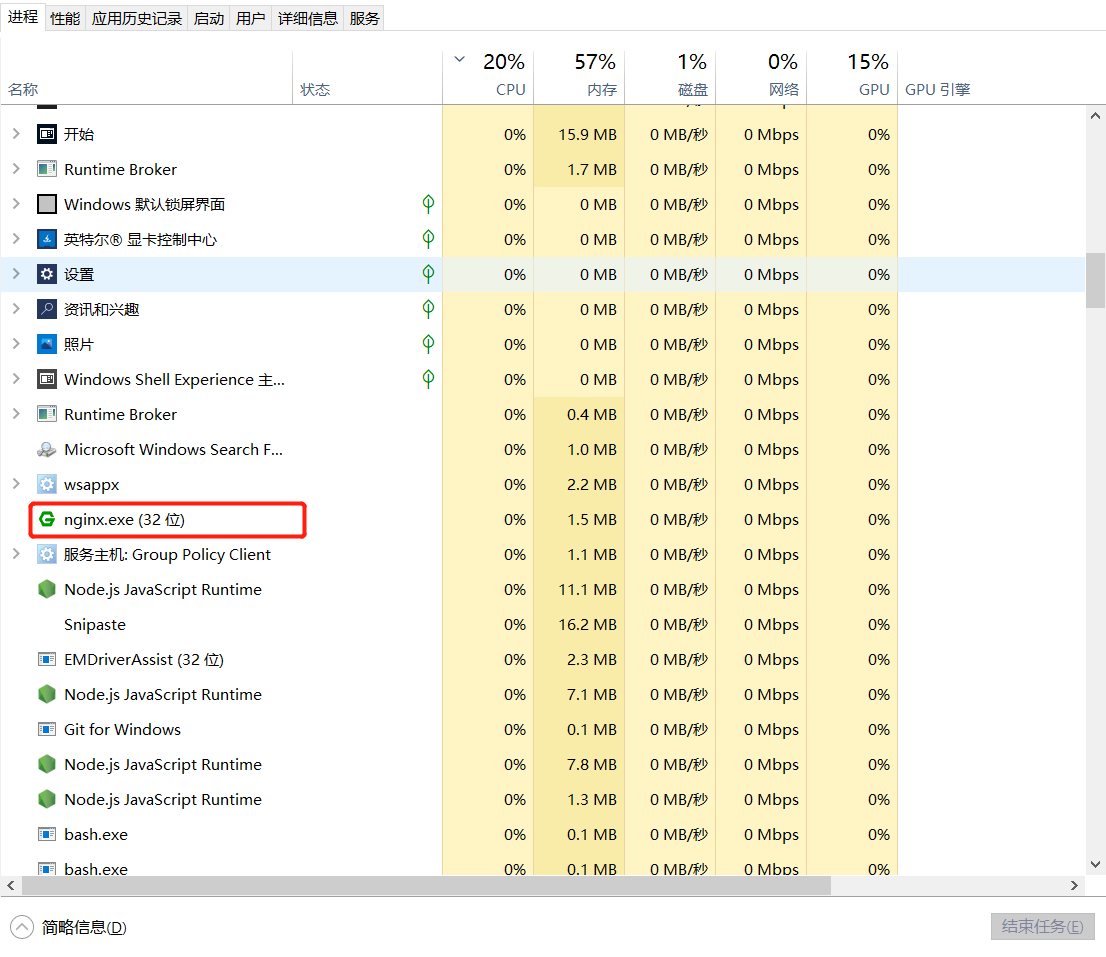 进程 性能 应用历史记录 启动 用户 详细信息 服务
20% 57% 1% 0% 15%
名称 状态 CPU 内存 磁盘 网络 GPU GPU 引擎
开始 0% 15.9 MB 0 MB/秒 0 Mbps 0%
Runtime Broker 0% 1.7 MB 0 MB/秒 0 Mbps 0%
Windows 默认锁屏界面 0% 0 MB 0 MB/秒 0 Mbps 0%
英特尔® 显卡控制中心 0% 0 MB 0 MB/秒 0 Mbps 0%
设置 0% 0 MB 0 MB/秒 0 Mbps 0%
资讯和兴趣 0% 0 MB 0 MB/秒 0 Mbps 0%
照片 0% 0 MB 0 MB/秒 0 Mbps 0%
Windows Shell Experience 主... 0% 0 MB 0 MB/秒 0 Mbps 0%
Runtime Broker 0% 0.4 MB 0 MB/秒 0 Mbps 0%
Microsoft Windows Search F... 0% 1.0 MB 0 MB/秒 0 Mbps 0%
wsappx 0% 2.2 MB 0 MB/秒 0 Mbps 0%
nginx.exe (32 位) 0% 1.5 MB 0 MB/秒 0 Mbps 0%
服务主机: Group Policy Client 0% 1.1 MB 0 MB/秒 0 Mbps 0%
Node.js JavaScript Runtime 0% 11.1 MB 0 MB/秒 0 Mbps 0%
Snipaste 0% 16.2 MB 0 MB/秒 0 Mbps 0%
EMDriverAssist (32 位) 0% 2.3 MB 0 MB/秒 0 Mbps 0%
Node.js JavaScript Runtime 0% 7.1 MB 0 MB/秒 0 Mbps 0%
Git for Windows 0% 0.1 MB 0 MB/秒 0 Mbps 0%
Node.js JavaScript Runtime 0% 7.8 MB 0 MB/秒 0 Mbps 0%
Node.js JavaScript Runtime 0% 1.3 MB 0 MB/秒 0 Mbps 0%
bash.exe 0% 0.1 MB 0 MB/秒 0 Mbps 0%
bash.exe 0% 0.1 MB 0 MB/秒 0 Mbps 0%
简略信息(D) 结束任务(E)